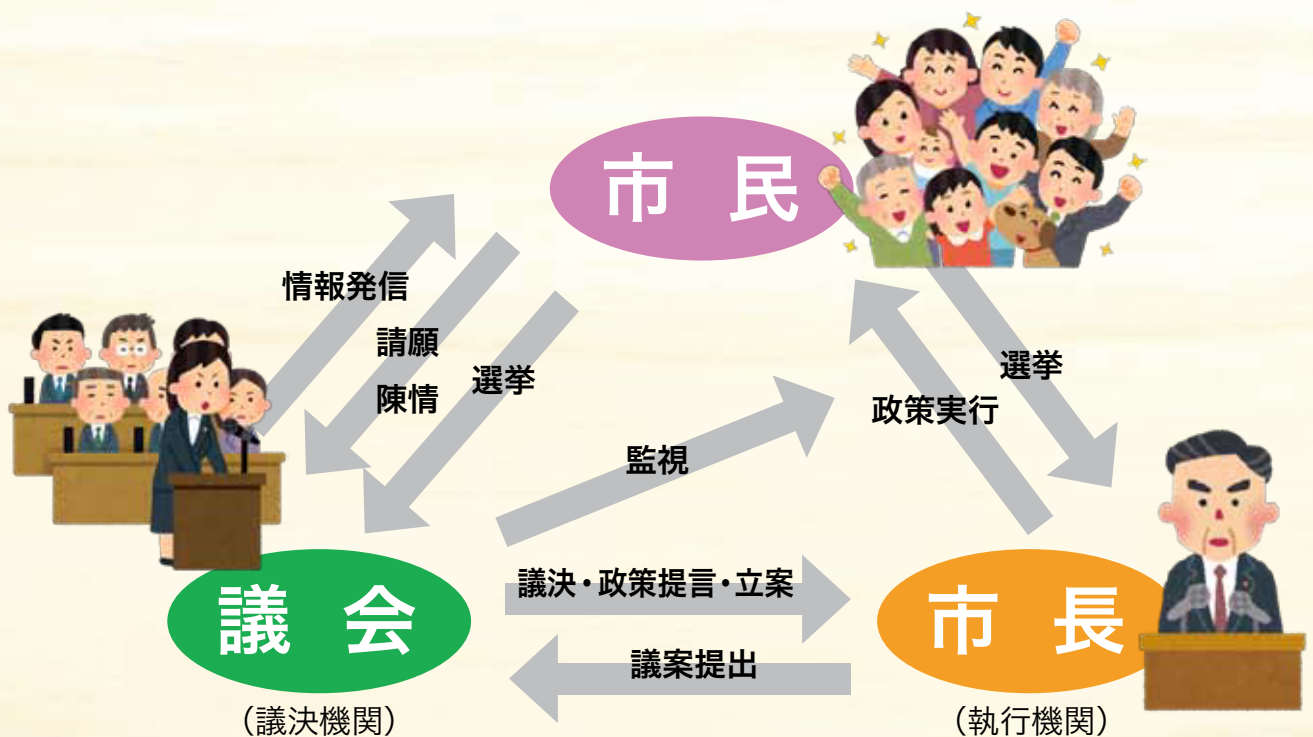 市民
情報発信
請願
陳情
選挙
選挙
政策実行
監視
議決・政策提言・立案
議案提出
議会
（議決機関）
市長
（執行機関）